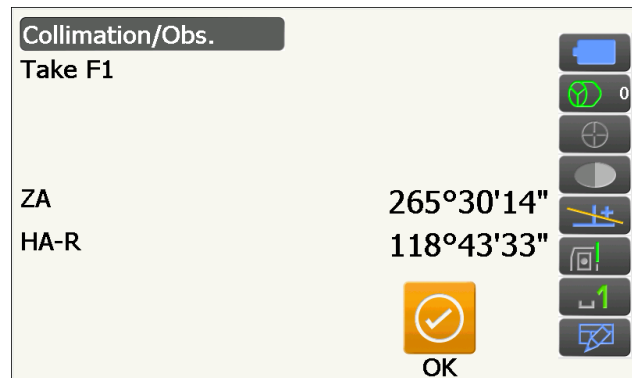 Collimation/Obs.
Take F1
0
ZA 265°30'14"
HA-R 118°43'33"
1
OK